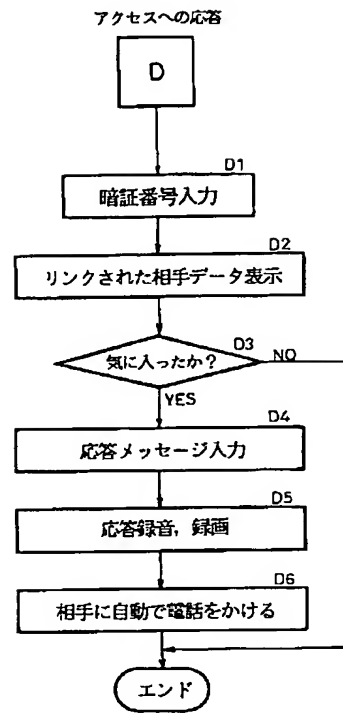 アクセスへの応答
D
D1
暗証番号入力
D2
リンクされた相手データ表示
D3
気に入ったか?
NO
YES
D4
応答メッセージ入力
D5
応答録音,録画
D6
相手に自動で電話をかける
エンド